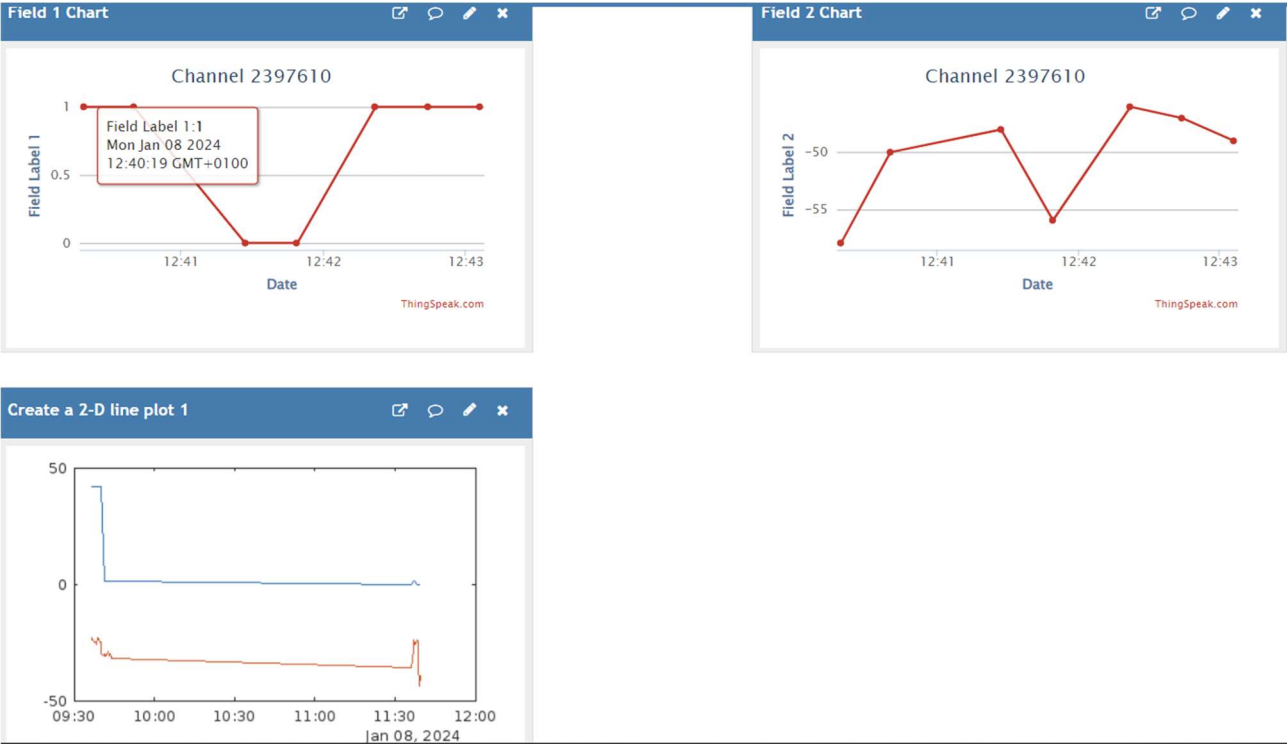 Field 1 Chart
Channel 2397610
Field Label 1
1
0.5
0
Field Label 1:1
Mon Jan 08 2024
12:40:19 GMT+0100
12:41 12:42 12:43
Date
ThingSpeak.com
Field 2 Chart
Channel 2397610
Field Label 2
-50
-55
12:41 12:42 12:43
Date
ThingSpeak.com
Create a 2-D line plot 1
50
0
-50
09:30 10:00 10:30 11:00 11:30 12:00
Jan 08, 2024